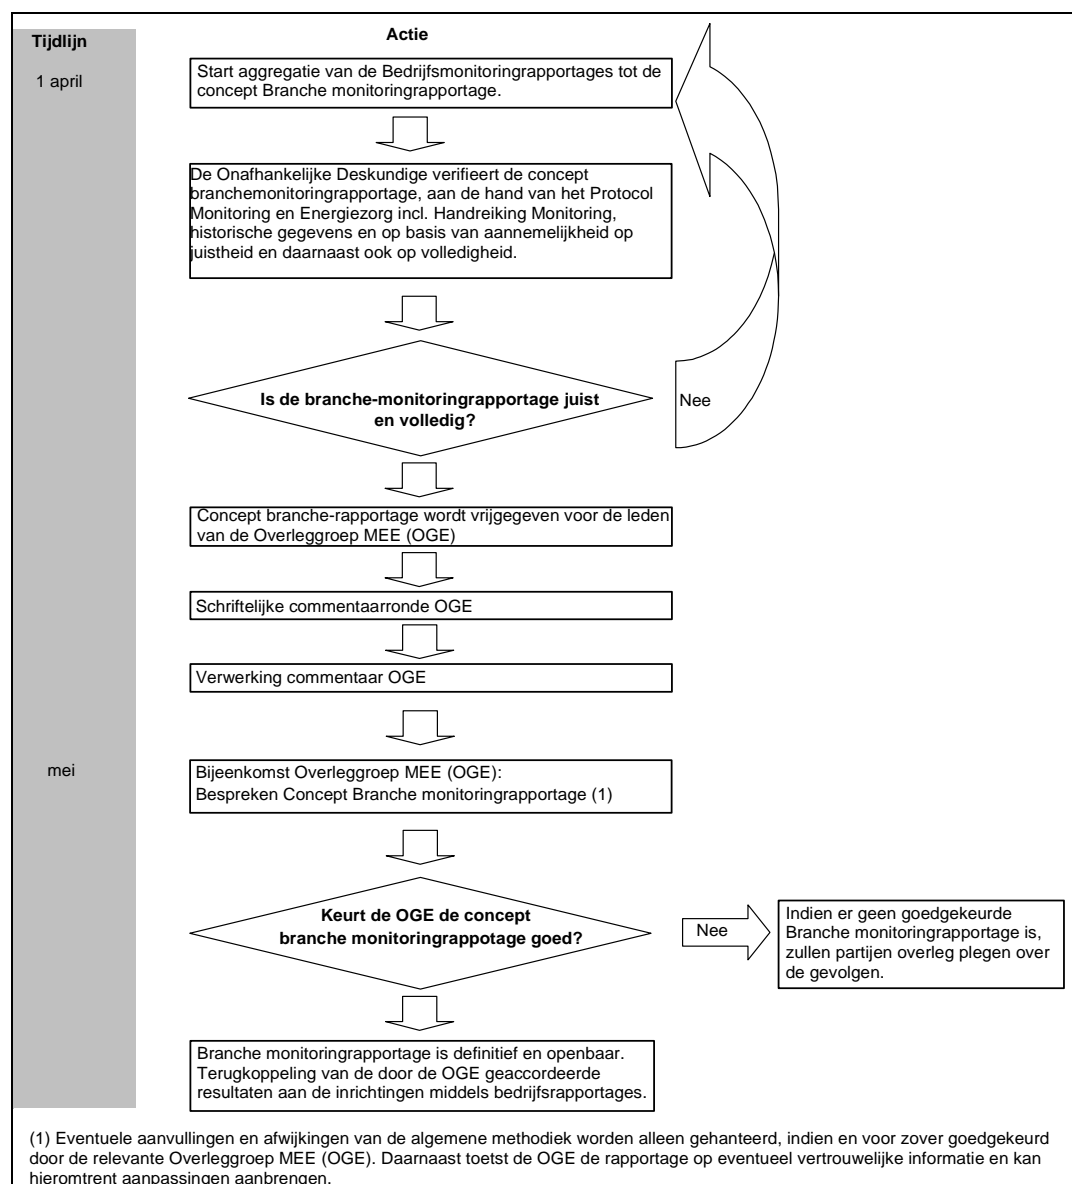 Tijdlijn
Actie
1 april
Start aggregatie van de Bedrijfsmonitoringrapportages tot de
concept Branche monitoringrapportage.
De Onafhankelijke Deskundige verifieert de concept
branchemonitoringrapportage, aan de hand van het Protocol
Monitoring en Energiezorg incl. Handreiking Monitoring,
historische gegevens en op basis van aannemelijkheid op
juistheid en daarnaast ook op volledigheid.
Is de branche-monitoringrapportage juist
en volledig?
Nee
Concept branche-rapportage wordt vrijgegeven voor de leden
van de Overleggroep MEE (OGE)
Schriftelijke commentaarronde OGE
Verwerking commentaar OGE
mei
Bijeenkomst Overleggroep MEE (OGE):
Bespreken Concept Branche monitoringrapportage (1)
Keurt de OGE de concept
branche monitoringrappotage goed?
Nee
Indien er geen goedgekeurde
Branche monitoringrapportage is,
zullen partijen overleg plegen over
de gevolgen.
Branche monitoringrapportage is definitief en openbaar.
Terugkoppeling van de door de OGE geaccordeerde
resultaten aan de inrichtingen middels bedrijfsrapportages.
(1) Eventuele aanvullingen en afwijkingen van de algemene methodiek worden alleen gehanteerd, indien en voor zover goedgekeurd
door de relevante Overleggroep MEE (OGE). Daarnaast toetst de OGE de rapportage op eventueel vertrouwelijke informatie en kan
hieromtrent aanpassingen aanbrengen.